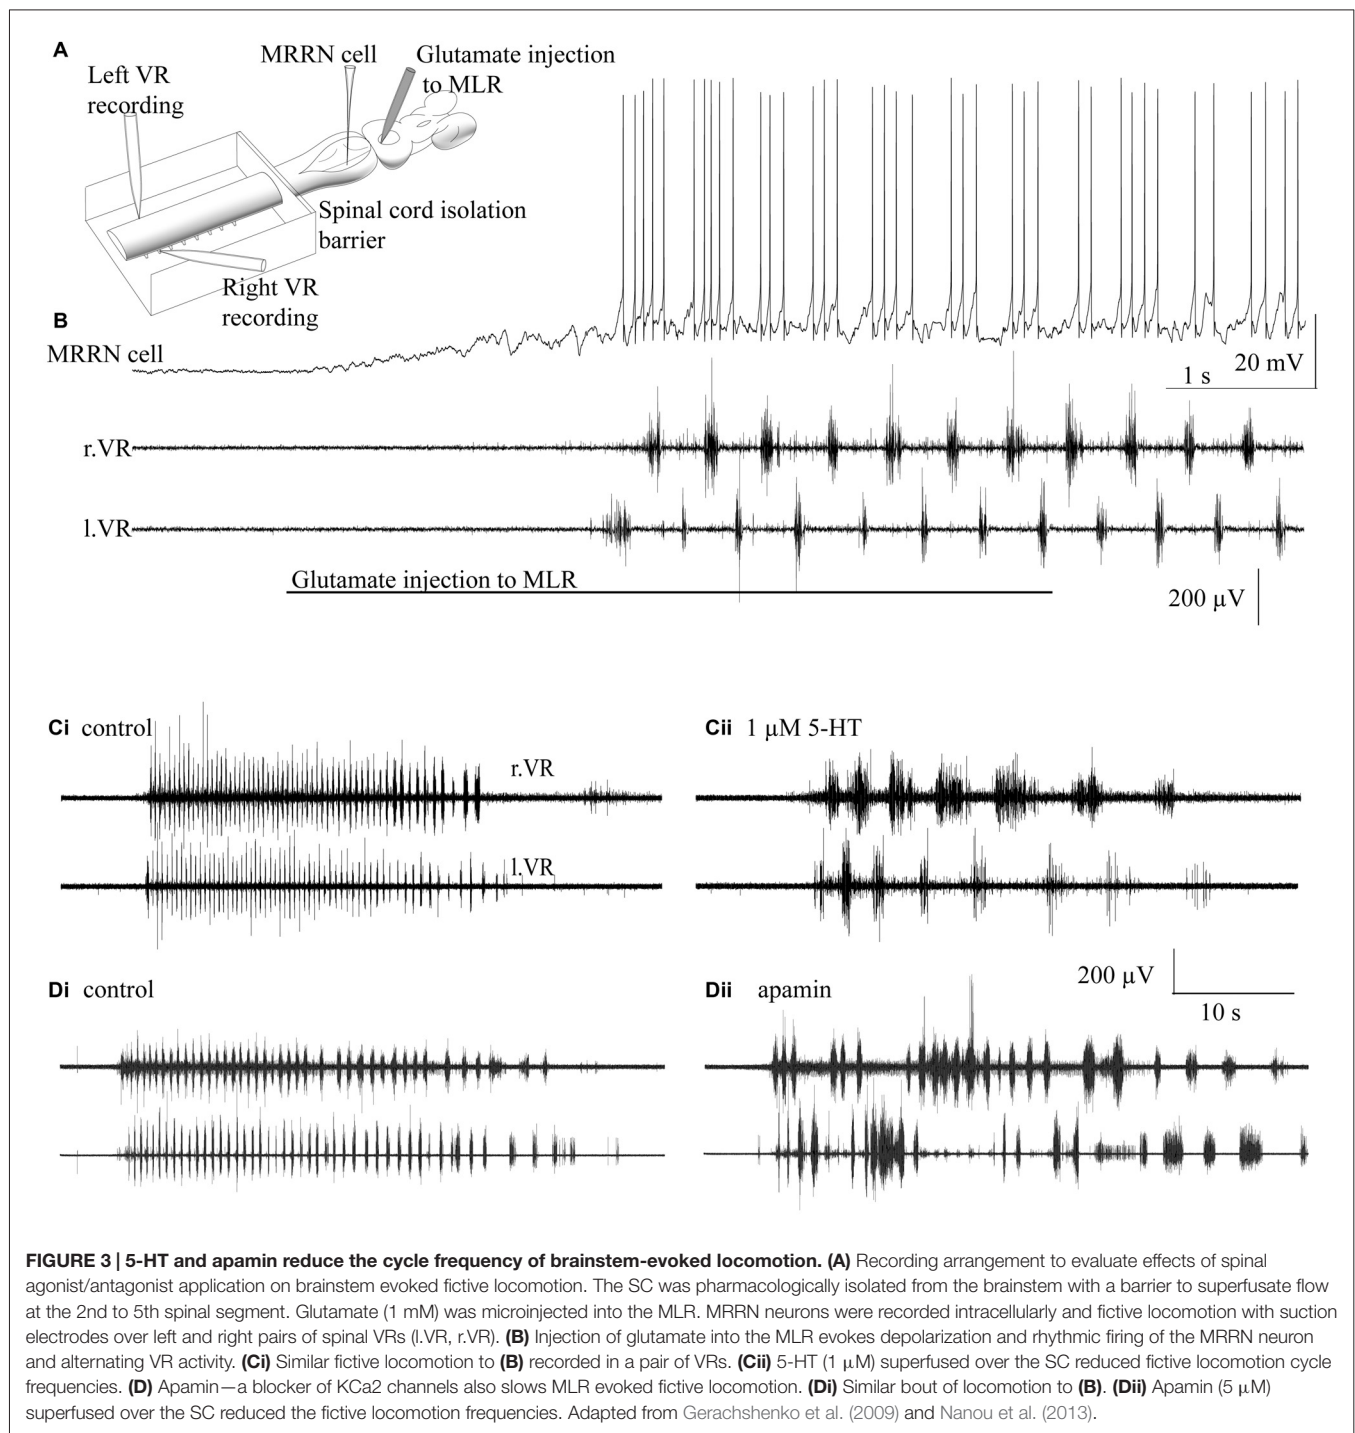 A
Left VR
recording
MRRN cell
Glutamate injection
to MLR
Spinal cord isolation
barrier
Right VR
recording
B
MRRN cell
20 mV
1 s
r.VR
l.VR
Glutamate injection to MLR
200 µV
Ci control
r.VR
l.VR
Cii 1 µM 5-HT
Di control
Dii apamin
200 µV
10 s
FIGURE 3 | 5-HT and apamin reduce the cycle frequency of brainstem-evoked locomotion. (A) Recording arrangement to evaluate effects of spinal
agonist/antagonist application on brainstem evoked fictive locomotion. The SC was pharmacologically isolated from the brainstem with a barrier to superfusate flow
at the 2nd to 5th spinal segment. Glutamate (1 mM) was microinjected into the MLR. MRRN neurons were recorded intracellularly and fictive locomotion with suction
electrodes over left and right pairs of spinal VRs (l.VR, r.VR). (B) Injection of glutamate into the MLR evokes depolarization and rhythmic firing of the MRRN neuron
and alternating VR activity. (Ci) Similar fictive locomotion to (B) recorded in a pair of VRs. (Cii) 5-HT (1 µM) superfused over the SC reduced fictive locomotion cycle
frequencies. (D) Apamin—a blocker of KCa2 channels also slows MLR evoked fictive locomotion. (Di) Similar bout of locomotion to (B). (Dii) Apamin (5 µM)
superfused over the SC reduced the fictive locomotion frequencies. Adapted from Gerachshenko et al. (2009) and Nanou et al. (2013).